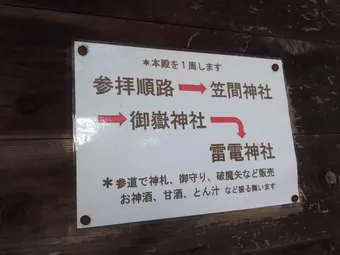 ＊本殿を1周します
参拝順路→笠間神社
→御嶽神社
雷電神社
＊参道で神札、御守り、破魔矢など販売
お神酒、甘酒、とん汁 など振る舞います